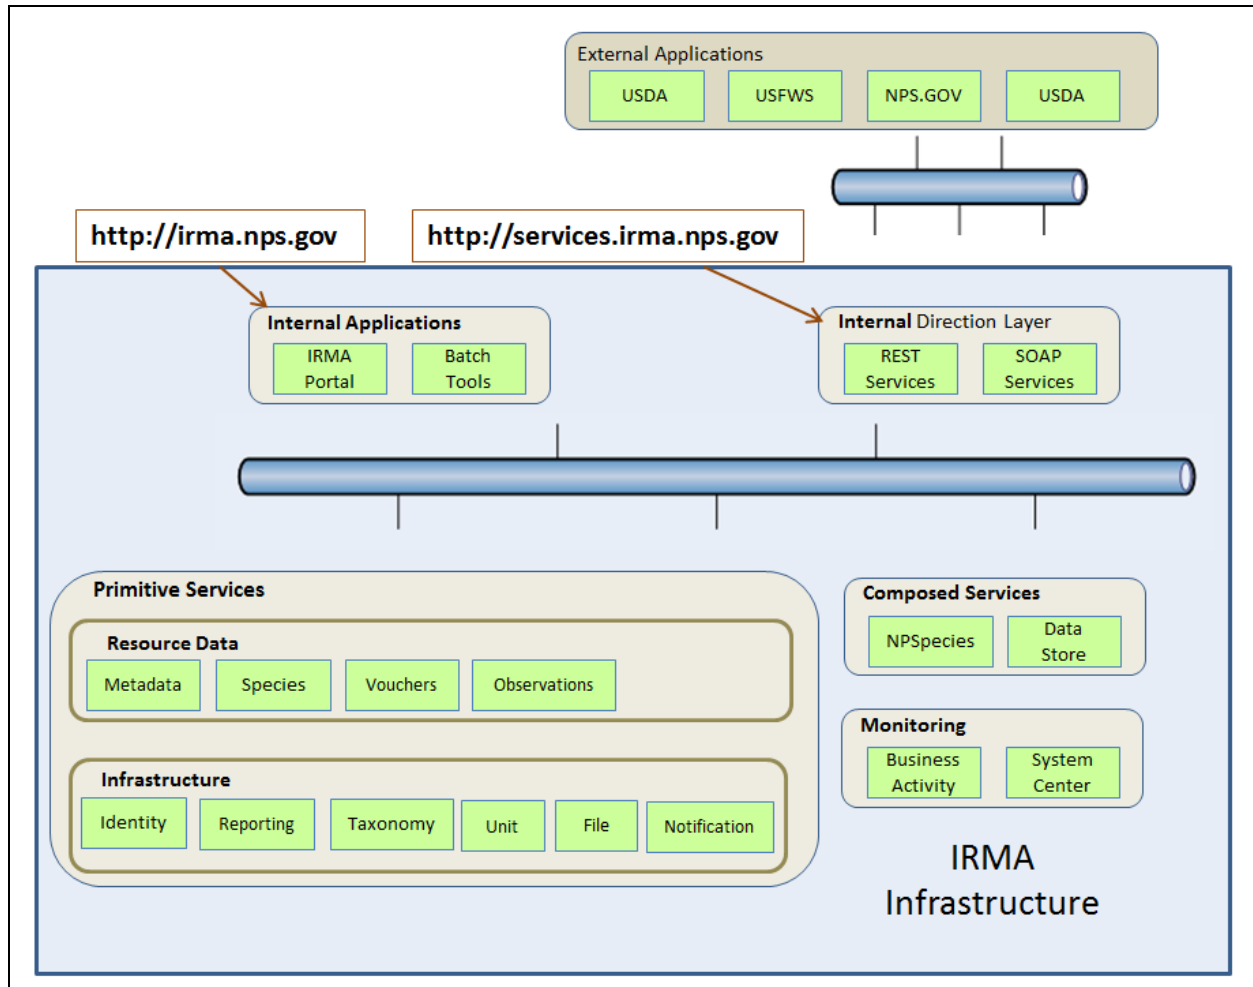 External Applications
USDA
USFWS
NPS.GOV
USDA
http://irma.nps.gov
http://services.irma.nps.gov
Internal Applications
IRMA
Portal
Batch
Tools
Internal Direction Layer
REST
Services
SOAP
Services
Primitive Services
Resource Data
Metadata
Species
Vouchers
Observations
Infrastructure
Identity
Reporting
Taxonomy
Unit
File
Notification
Composed Services
NPSpecies
Data
Store
Monitoring
Business
Activity
System
Center
IRMA
Infrastructure